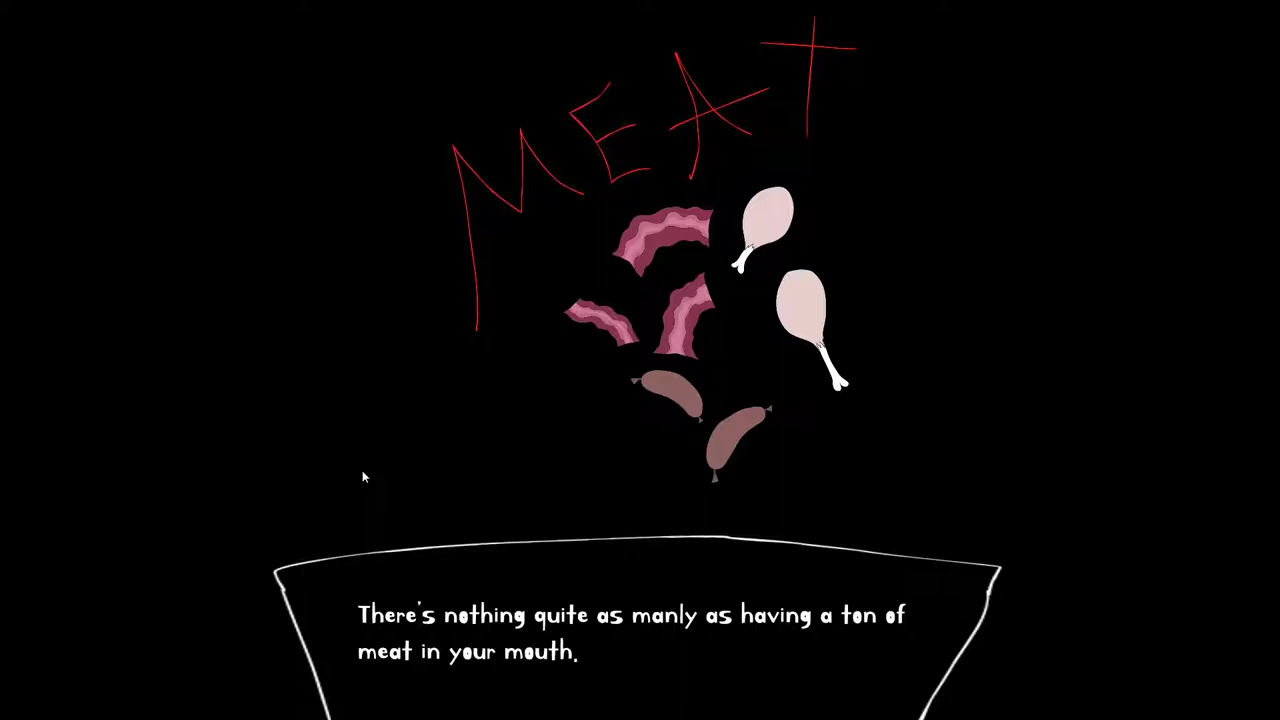 MEAT
There's nothing quite as manly as having a ton of
meat in your mouth.